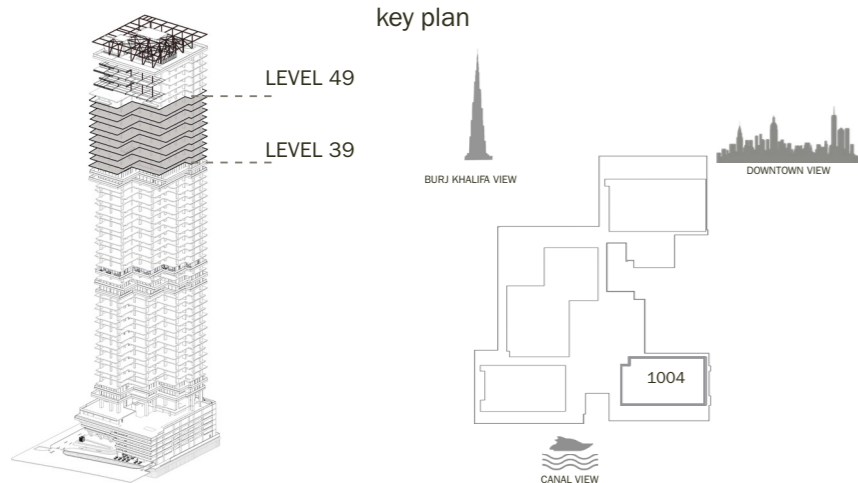 key plan
LEVEL 49
LEVEL 39
BURJ KHALIFA VIEW
DOWNTOWN VIEW
1004
CANAL VIEW